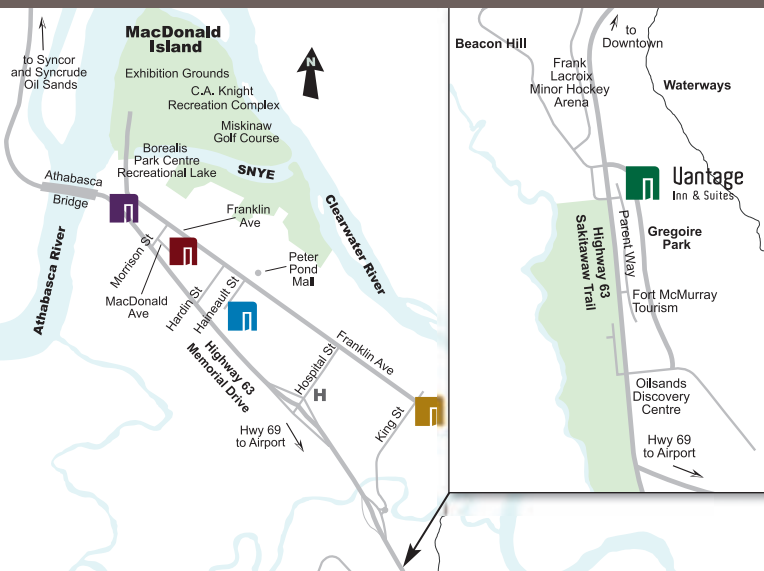 MacDonald
Island
to Syncor
and Syncrude
Oil Sands
Exhibition Grounds
C.A. Knight
Recreation Complex
Miskinaw
Golf Course
Borealis
Park Centre
Recreational Lake
SNYE
N
Athabasca
Bridge
Franklin
Ave
Clearwater River
Athabasca River
Morrison St
MacDonald
Ave
Peter
Pond
Mall
Hardin St
Haineault St
Highway 63
Memorial Drive
Franklin Ave
Hospital St
H
King St
Hwy 69
to Airport
Beacon Hill
to
Downtown
Frank
Lacroix
Minor Hockey
Arena
Waterways
Vantage
Inn & Suites
Highway 63
Sakitawaw Trail
Parent Way
Gregoire
Park
Fort McMurray
Tourism
Oilsands
Discovery
Centre
Hwy 69
to Airport